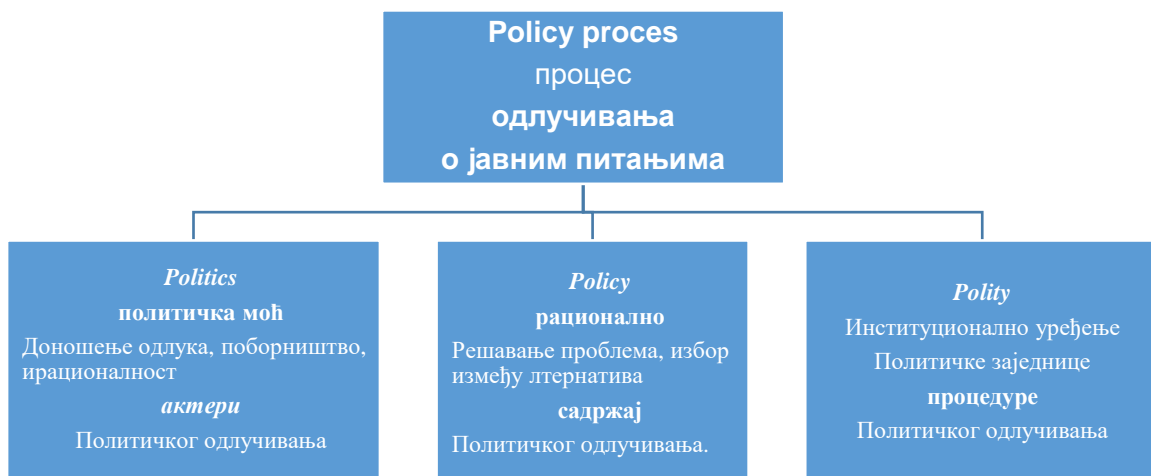 Policy proces
процес
одлучивања
о јавним питањима
Politics
политичка моћ
Доношење одлука, поборништво,
ирационалност
актери
Политичког одлучивања
Policy
рационално
Решавање проблема, избор
између лтернатива
садржај
Политичког одлучивања.
Polity
Институционално уређење
Политичке заједнице
процедуре
Политичког одлучивања